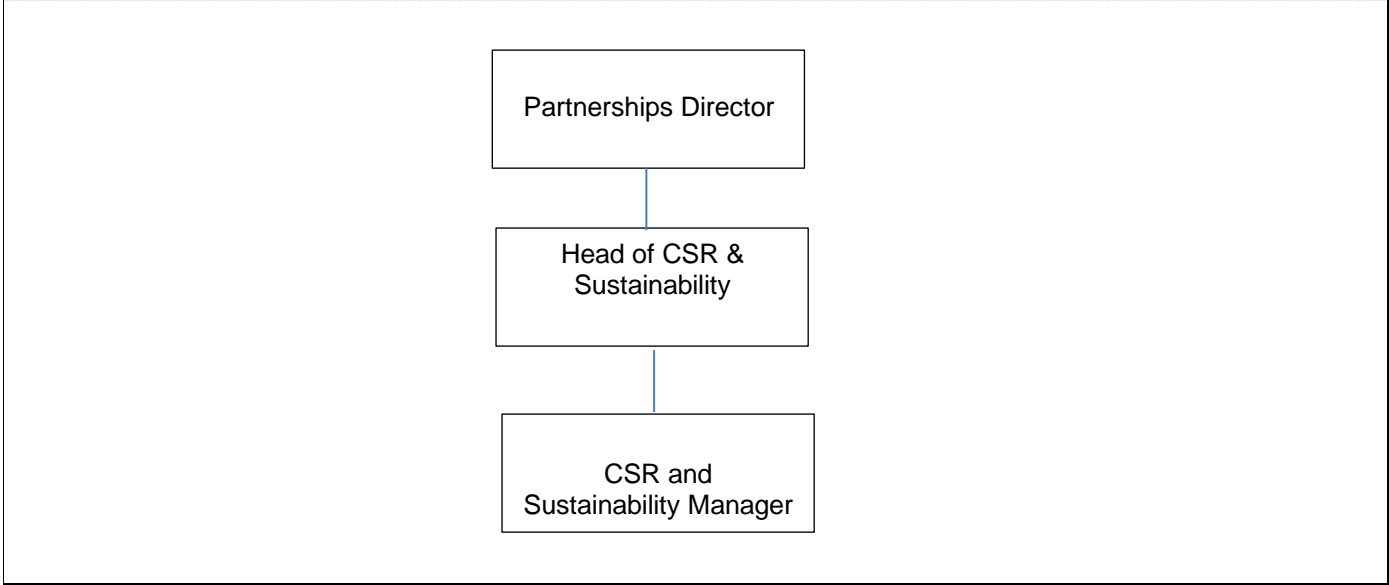 Partnerships Director
Head of CSR &
Sustainability
CSR and
Sustainability Manager